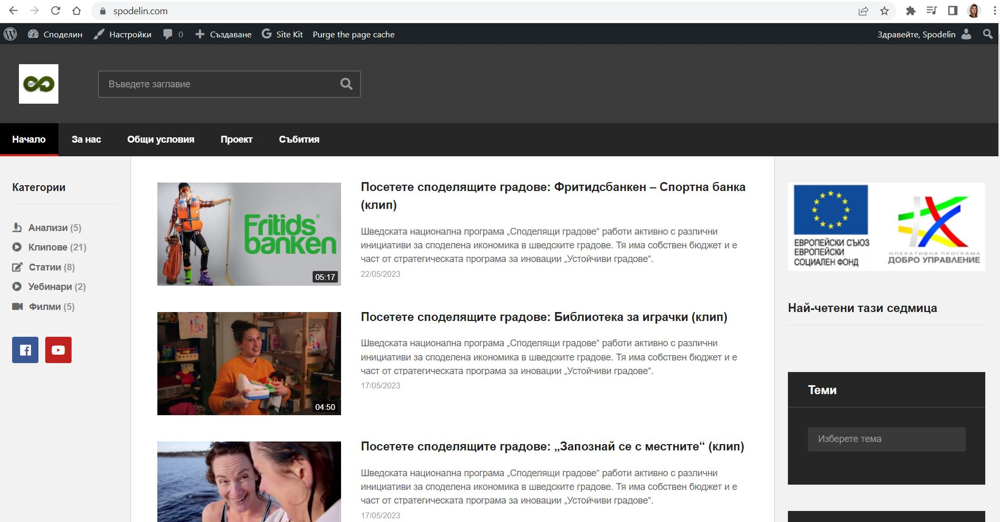 spodelin.com
Споделин
Настройки
0
Създаване
Site Kit
Purge the page cache
Здравейте, Spodelin
Въведете заглавие
Начало
За нас
Общи условия
Проект
Събития
Категории
Анализи (5)
Клипове (21)
Статии (8)
Уебинари (2)
Филми (5)
Fritids®
banken
05:17
Посетете споделящите градове: Фритидсбанкен – Спортна банка
(клип)
Шведската национална програма „Споделящи градове“ работи активно с различни
инициативи за споделена икономика в шведските градове. Тя има собствен бюджет и е
част от стратегическата програма за иновации „Устойчиви градове“.
22/05/2023
04:50
Посетете споделящите градове: Библиотека за играчки (клип)
Шведската национална програма „Споделящи градове“ работи активно с различни
инициативи за споделена икономика в шведските градове. Тя има собствен бюджет и е
част от стратегическата програма за иновации „Устойчиви градове“.
17/05/2023
Посетете споделящите градове: „Запознай се с местните“ (клип)
Шведската национална програма „Споделящи градове“ работи активно с различни
инициативи за споделена икономика в шведските градове. Тя има собствен бюджет и е
част от стратегическата програма за иновации „Устойчиви градове“.
17/05/2023
ЕВРОПЕЙСКИ СЪЮЗ
ЕВРОПЕЙСКИ
СОЦИАЛЕН ФОНД
ОПЕРАТИВНА ПРОГРАМА
ДОБРО УПРАВЛЕНИЕ
Най-четени тази седмица
Теми
Изберете тема